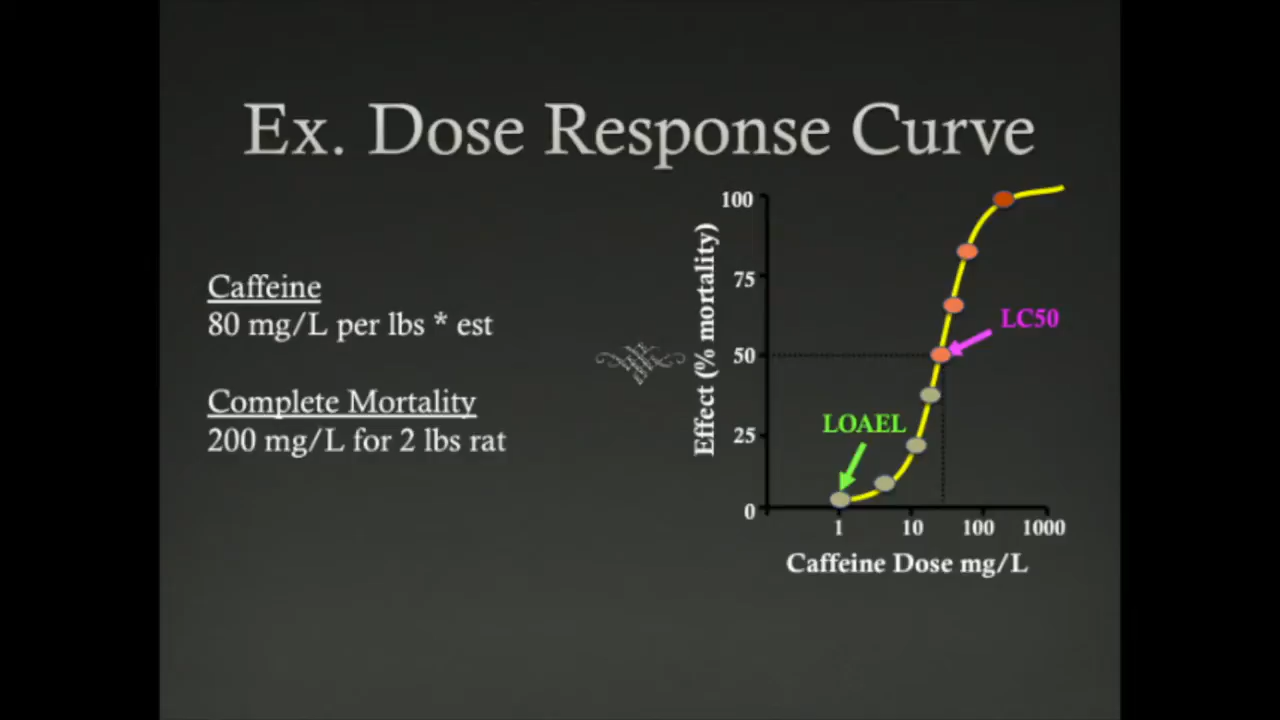 Ex. Dose Response Curve
Caffeine
80 mg/L per lbs * est
Complete Mortality
200 mg/L for 2 lbs rat
Effect (% mortality)
100
75
50
25
0
LC50
LOAEL
1 10 100 1000
Caffeine Dose mg/L